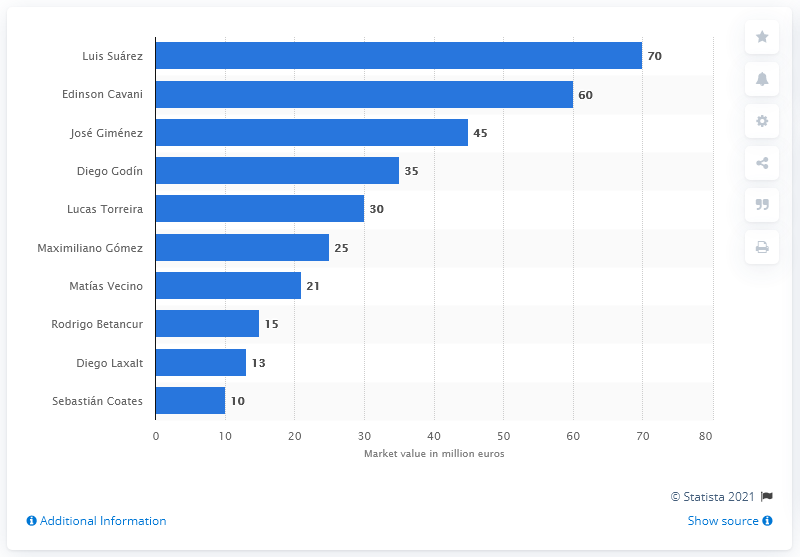 Luis Suárez 70
Edinson Cavani 60
José Giménez 45
Diego Godín 35
Lucas Torreira 30
Maximiliano Gómez 25
Matías Vecino 21
Rodrigo Betancur 15
Diego Laxalt 13
Sebastián Coates 10
0 10 20 30 40 50 60 70 80
Market value in million euros
© Statista 2021
Additional Information
Show source